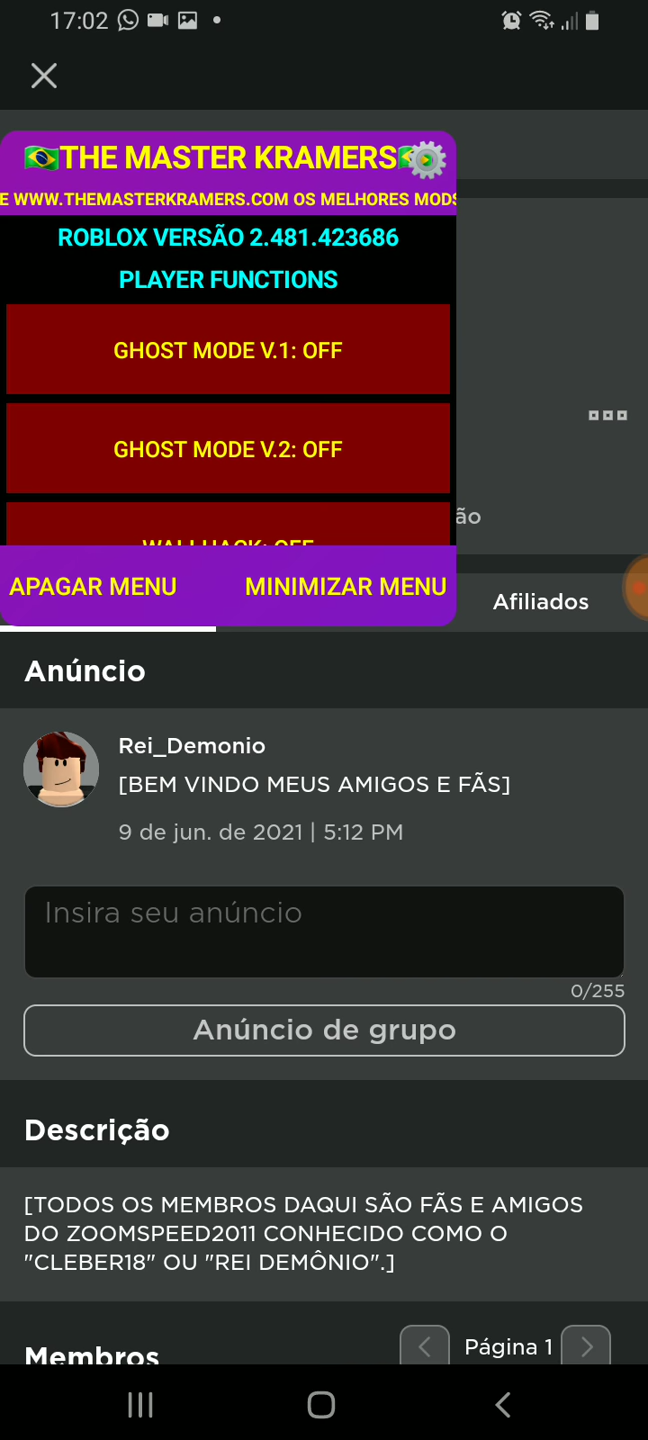 17:02
THE MASTER KRAMERS
E WWW.THEMASTERKRAMERS.COM OS MELHORES MODS
ROBLOX VERSÃO 2.481.423686
PLAYER FUNCTIONS
GHOST MODE V.1: OFF
GHOST MODE V.2: OFF
ão
WALLHACK: OFF
APAGAR MENU
MINIMIZAR MENU
Afiliados
Anúncio
Rei_Demonio
[BEM VINDO MEUS AMIGOS E FÃS]
9 de jun. de 2021 | 5:12 PM
Insira seu anúncio
0/255
Anúncio de grupo
Descrição
[TODOS OS MEMBROS DAQUI SÃO FÃS E AMIGOS
DO ZOOMSPEED2011 CONHECIDO COMO O
"CLEBER18" OU "REI DEMÔNIO".]
Membros
Página 1